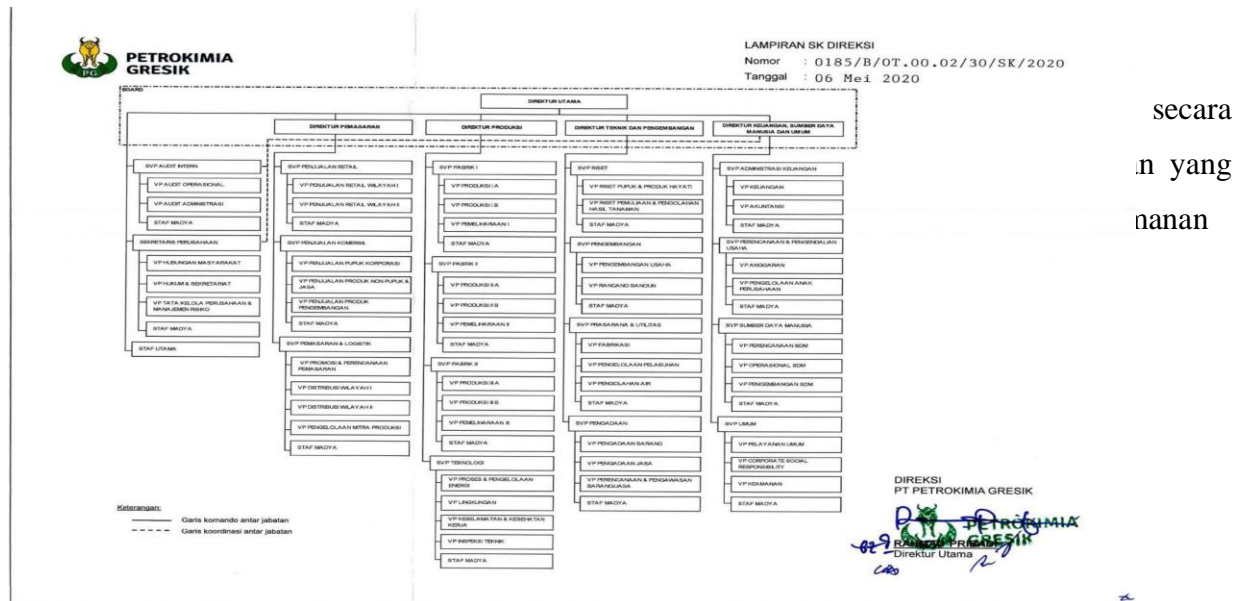 PETROKIMIA
GRESIK
PG
LAMPIRAN SK DIREKSI
Nomor : 0185/B/OT.00.02/30/SK/2020
Tanggal : 06 Mei 2020
BOARD
DIREKTUR UTAMA
DIREKTUR PEMASARAN
DIREKTUR PRODUKSI
DIREKTUR TEKNIK DAN PENGEMBANGAN
DIREKTUR KEUANGAN, SUMBER DAYA
MANUSIA DAN UMUM
SVP AUDIT INTERN
VP AUDIT OPERASIONAL
VP AUDIT ADMINISTRASI
STAF MADYA
SEKRETARIS PERUSAHAAN
VP HUBUNGAN MASYARAKAT
VP HUKUM & SEKRETARIAT
VP TATA KELOLA PERUSAHAAN &
MANAJEMEN RISIKO
STAF MADYA
STAF UTAMA
SVP PENJUALAN RETAIL
VP PENJUALAN RETAIL WILAYAH I
VP PENJUALAN RETAIL WILAYAH II
STAF MADYA
SVP PENJUALAN KOMERSIL
VP PENJUALAN PUPUK KORPORASI
VP PENJUALAN PRODUK NON PUPUK &
JASA
VP PENJUALAN PRODUK
PENGEMBANGAN
STAF MADYA
SVP PEMASARAN & LOGISTIK
VP PROMOSI & PERENCANAAN
PEMASARAN
VP DISTRIBUSI WILAYAH I
VP DISTRIBUSI WILAYAH II
VP PENGELOLAAN MITRA PRODUKSI
STAF MADYA
SVP PABRIK I
VP PRODUKSI I A
VP PRODUKSI I B
VP PEMELIHARAAN I
STAF MADYA
SVP PABRIK II
VP PRODUKSI II A
VP PRODUKSI II B
VP PEMELIHARAAN II
STAF MADYA
SVP PABRIK III
VP PRODUKSI III A
VP PRODUKSI III B
VP PEMELIHARAAN III
STAF MADYA
SVP TEKNOLOGI
VP PROSES & PENGELOLAAN
ENERGI
VP LINGKUNGAN
VP KESELAMATAN & KESEHATAN
KERJA
VP INSPEKSI TEKNIK
STAF MADYA
SVP RISET
VP RISET PUPUK & PRODUK HAYATI
VP RISET PEMULIAAN & PENGOLAHAN
HASIL TANAMAN
STAF MADYA
SVP PENGEMBANGAN
VP PENGEMBANGAN USAHA
VP RANCANG BANGUN
STAF MADYA
SVP PRASARANA & UTILITAS
VP FABRIKASI
VP PENGELOLAAN PELABUHAN
VP PENGOLAHAN AIR
STAF MADYA
SVP PENGADAAN
VP PENGADAAN BARANG
VP PENGADAAN JASA
VP PERENCANAAN & PENGAWASAN
BARANG/JASA
STAF MADYA
SVP ADMINISTRASI KEUANGAN
VP KEUANGAN
VP AKUNTANSI
STAF MADYA
SVP PERENCANAAN & PENGENDALIAN
USAHA
VP ANGGARAN
VP PENGELOLAAN ANAK
PERUSAHAAN
STAF MADYA
SVP SUMBER DAYA MANUSIA
VP PERENCANAAN SDM
VP OPERASIONAL SDM
VP PENGEMBANGAN SDM
STAF MADYA
SVP UMUM
VP PELAYANAN UMUM
VP CORPORATE SOCIAL
RESPONSIBILITY
VP KEAMANAN
STAF MADYA
secara
n yang
manan
Keterangan:
Garis komando antar jabatan
Garis koordinasi antar jabatan
DIREKSI
PT PETROKIMIA GRESIK
PETROKIMIA
GRESIK
Direktur Utama